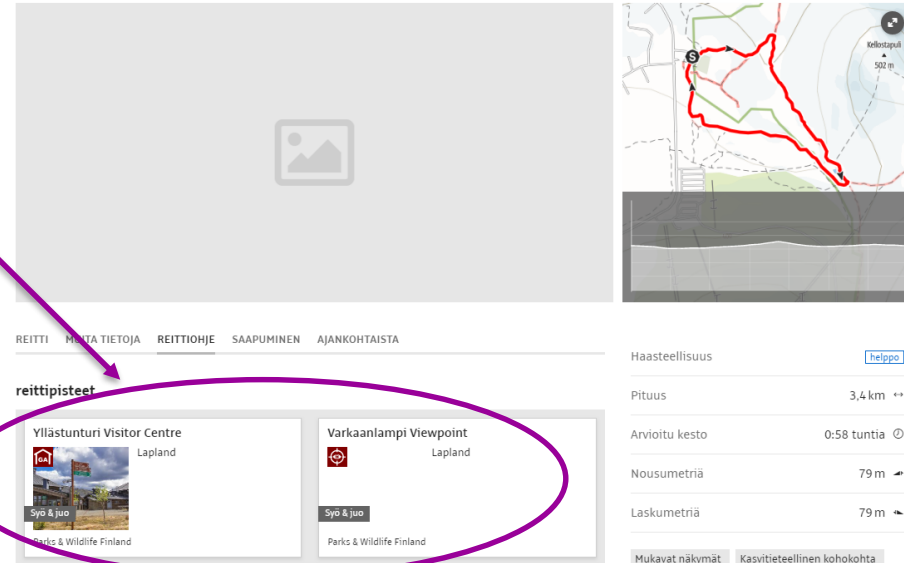 S
Kellostapuli
502 m
REITTI MUITA TIETOJA REITTIOHJE SAAPUMINEN AJANKOHTAISTA
reittipisteet
Yllästunturi Visitor Centre
Lapland
GA
Syö & juo
Parks & Wildlife Finland
Varkaanlampi Viewpoint
Lapland
Syö & juo
Parks & Wildlife Finland
Haasteellisuus helppo
Pituus 3,4 km
Arvioitu kesto 0:58 tuntia
Nousumetriä 79 m
Laskumetriä 79 m
Mukavat näkymät Kasvitieteellinen kohokohta